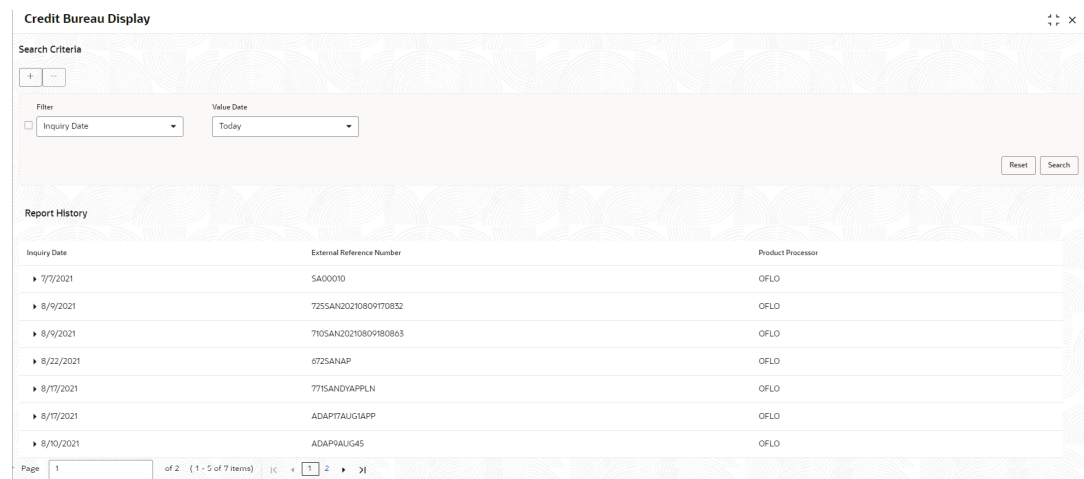 Credit Bureau Display
Search Criteria
Filter
Value Date
Inquiry Date
Today
Reset
Search
Report History
Inquiry Date External Reference Number Product Processor
7/7/2021 SA00010 OFLO
8/9/2021 725SAN20210809170832 OFLO
8/9/2021 710SAN20210809180863 OFLO
8/22/2021 672SANAP OFLO
8/17/2021 771SANDYAPPLN OFLO
8/17/2021 ADAP17AUG1APP OFLO
8/10/2021 ADAP9AUG45 OFLO
Page 1 of 2 ( 1 - 5 of 7 items) 1 2